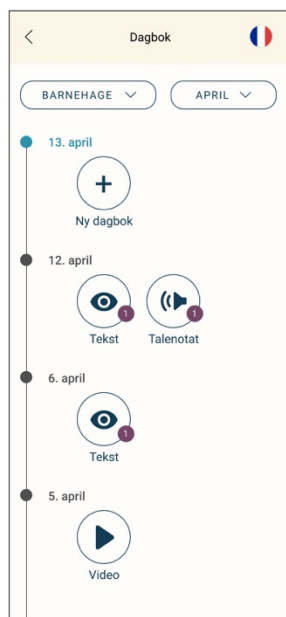 Dagbok
BARNEHAGE
APRIL
13. april
Ny dagbok
12. april
1
1
Tekst
Talenotat
6. april
1
Tekst
5. april
Video